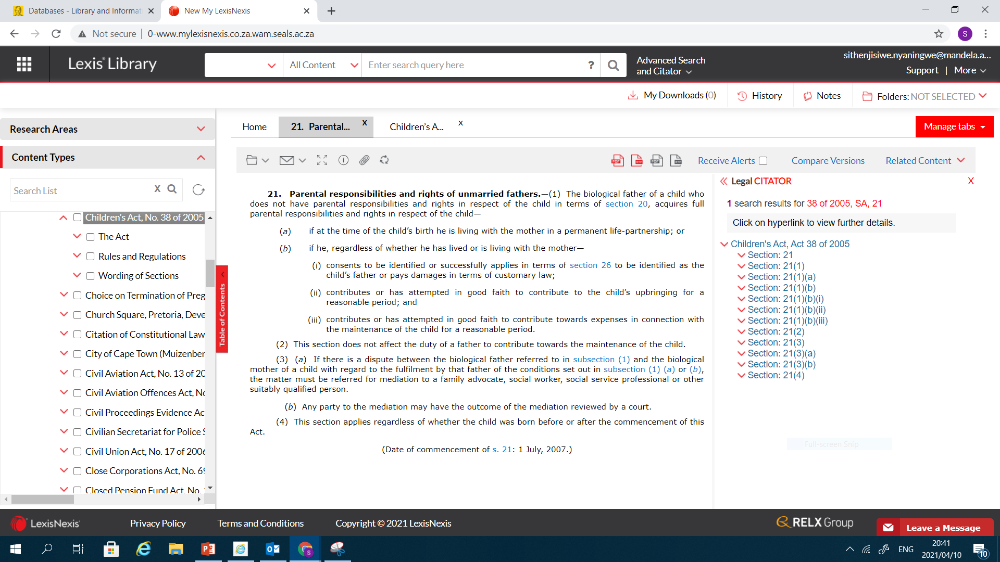 Databases - Library and Informat
New My LexisNexis
Not secure
0-www.mylexisnexis.co.za.wam.seals.ac.za
S
Lexis® Library
All Content
Enter search query here
?
Advanced Search
and Citator
sithenjisiwe.nyaningwe@mandela.a...
Support | More
My Downloads (0)
History
Notes
Folders: NOT SELECTED
Research Areas
Content Types
Search List
X
Children's Act, No. 38 of 2005
The Act
Rules and Regulations
Wording of Sections
Choice on Termination of Preg
Church Square, Pretoria, Deve
Citation of Constitutional Law
City of Cape Town (Muizenber
Civil Aviation Act, No. 13 of 20
Civil Aviation Offences Act, No
Civil Proceedings Evidence Ac
Civilian Secretariat for Police S
Civil Union Act, No. 17 of 2006
Close Corporations Act, No. 69
Closed Pension Fund Act, No.
Table of Contents
Home
21. Parental...
X
Children's A...
X
Manage tabs
Receive Alerts
Compare Versions
Related Content
21. Parental responsibilities and rights of unmarried fathers.—(1) The biological father of a child who
does not have parental responsibilities and rights in respect of the child in terms of section 20, acquires full
parental responsibilities and rights in respect of the child—
(a) if at the time of the child's birth he is living with the mother in a permanent life-partnership; or
(b) if he, regardless of whether he has lived or is living with the mother—
(i) consents to be identified or successfully applies in terms of section 26 to be identified as the
child's father or pays damages in terms of customary law;
(ii) contributes or has attempted in good faith to contribute to the child's upbringing for a
reasonable period; and
(iii) contributes or has attempted in good faith to contribute towards expenses in connection with
the maintenance of the child for a reasonable period.
(2) This section does not affect the duty of a father to contribute towards the maintenance of the child.
(3) (a) If there is a dispute between the biological father referred to in subsection (1) and the biological
mother of a child with regard to the fulfilment by that father of the conditions set out in subsection (1) (a) or (b),
the matter must be referred for mediation to a family advocate, social worker, social service professional or other
suitably qualified person.
(b) Any party to the mediation may have the outcome of the mediation reviewed by a court.
(4) This section applies regardless of whether the child was born before or after the commencement of this
Act.
(Date of commencement of s. 21: 1 July, 2007.)
Legal CITATOR
X
1 search results for 38 of 2005, SA, 21
Click on hyperlink to view further details.
Children's Act, Act 38 of 2005
Section: 21
Section: 21(1)
Section: 21(1)(a)
Section: 21(1)(b)
Section: 21(1)(b)(i)
Section: 21(1)(b)(ii)
Section: 21(1)(b)(iii)
Section: 21(2)
Section: 21(3)
Section: 21(3)(a)
Section: 21(3)(b)
Section: 21(4)
Full-screen Snip
LexisNexis®
Privacy Policy
Terms and Conditions
Copyright © 2021 LexisNexis
RELX Group
Leave a Message
ENG
20:41
2021/04/10
10